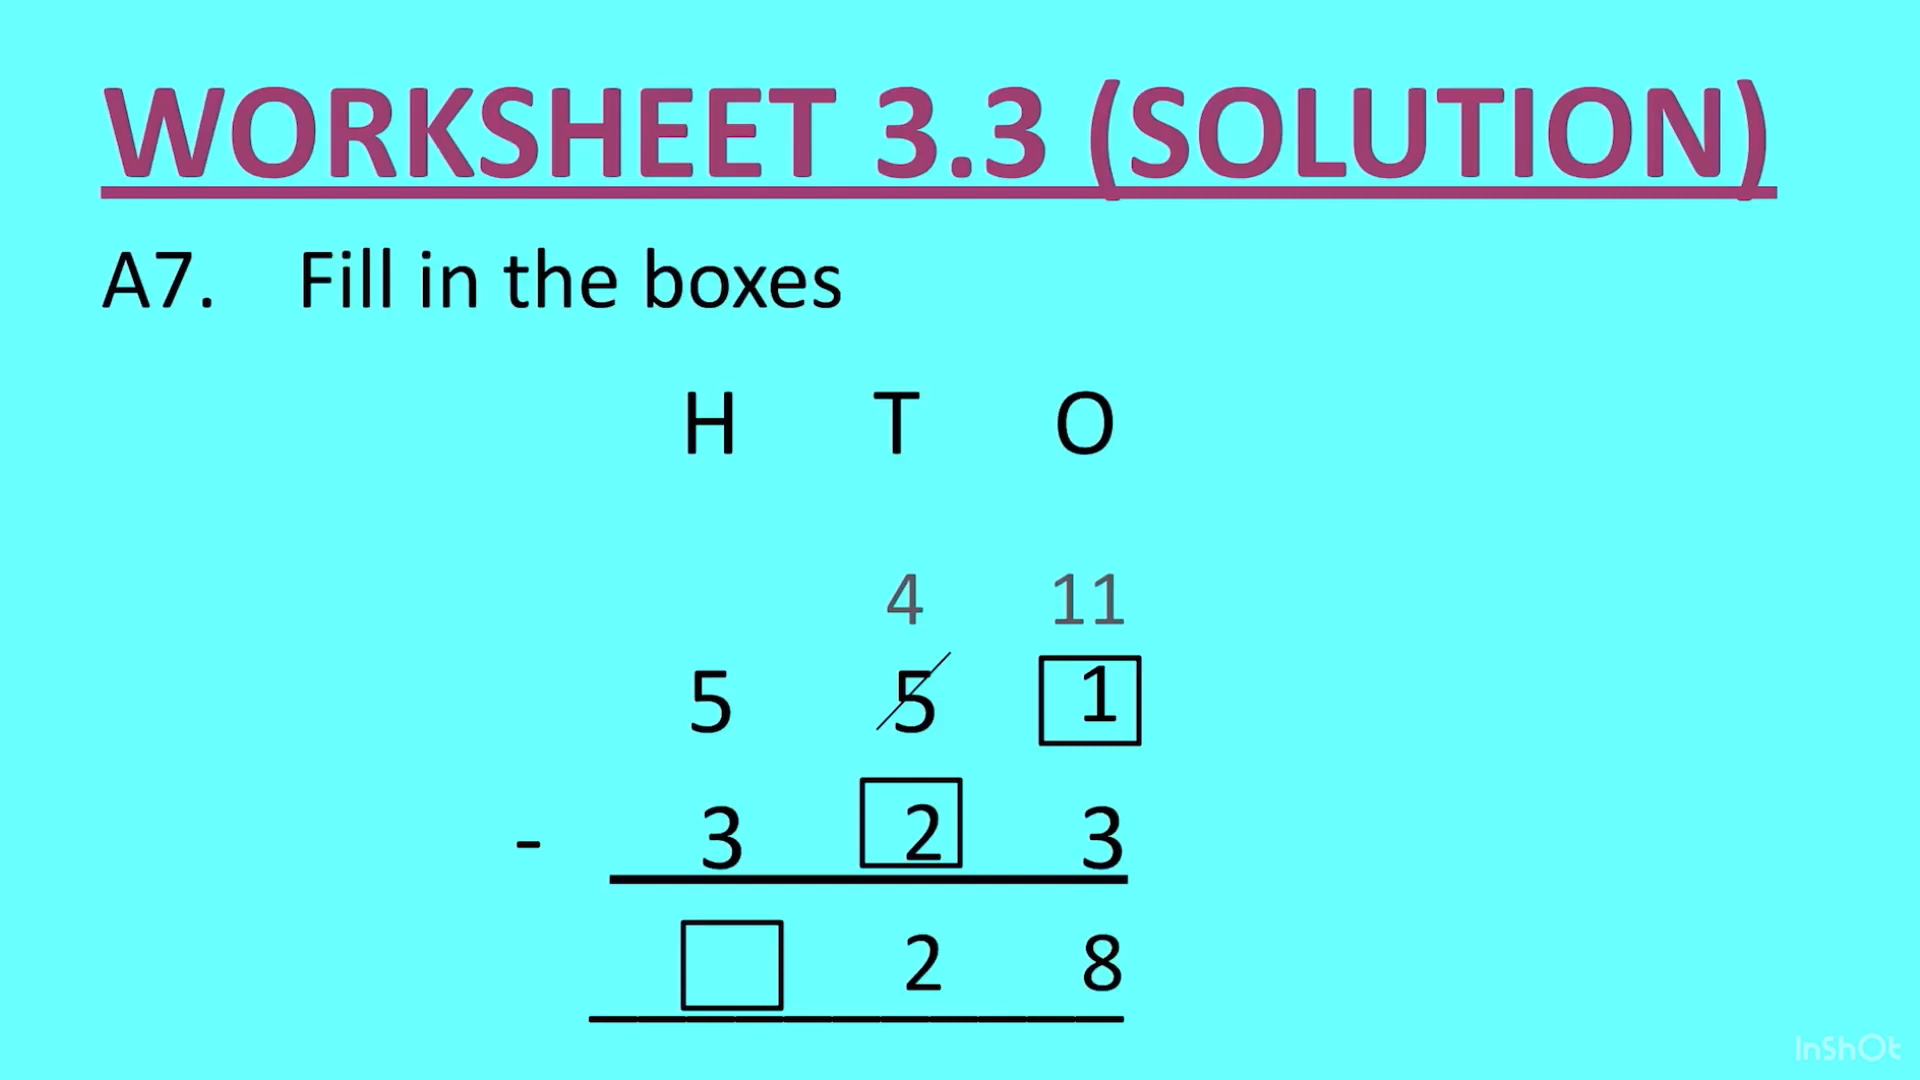 WORKSHEET 3.3 (SOLUTION)
A7. Fill in the boxes
H T O
4 11
5 5 1
- 3 2 3
2 8
InShOt